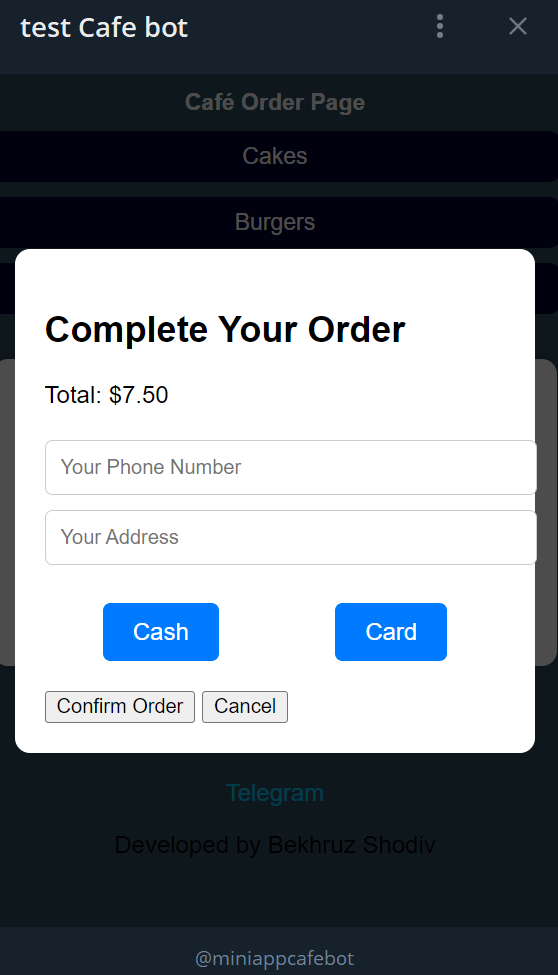 test Cafe bot
Café Order Page
Cakes
Burgers
Complete Your Order
Total: $7.50
Your Phone Number
Your Address
Cash Card
Confirm Order Cancel
Telegram
Developed by Bekhruz Shodiv
@miniappcafebot